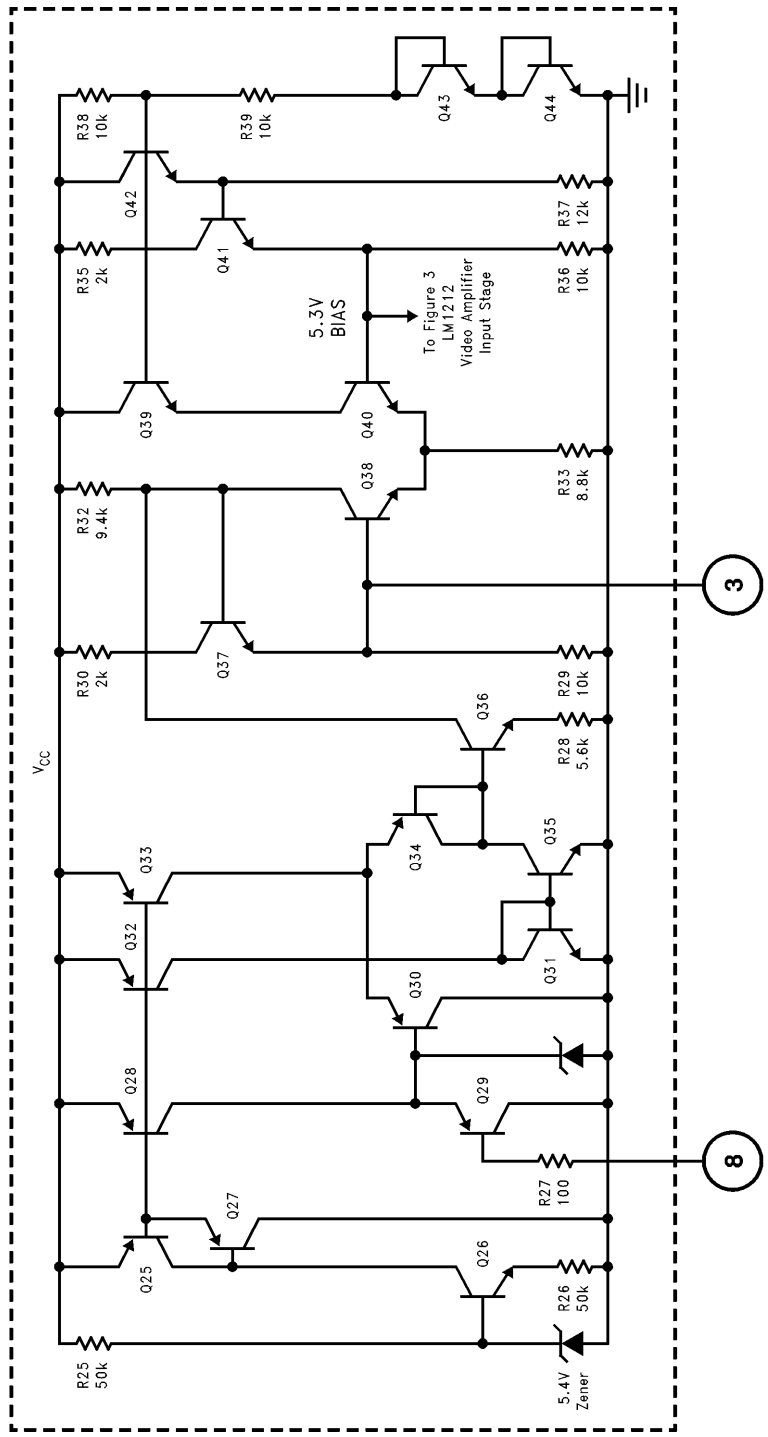 VCC
R25
50k
5.4V
Zener
Q25
Q26
R26
50k
Q27
Q28
Q29
R27
100
8
Q30
Q32
Q31
Q33
Q34
Q35
Q36
R28
5.6k
R30
2k
Q37
R29
10k
3
R32
9.4k
Q38
R33
8.8k
Q39
Q40
5.3V
BIAS
To Figure 3
LM1212
Video Amplifier
Input Stage
R35
2k
Q41
R36
10k
Q42
R37
12k
R38
10k
R39
10k
Q43
Q44